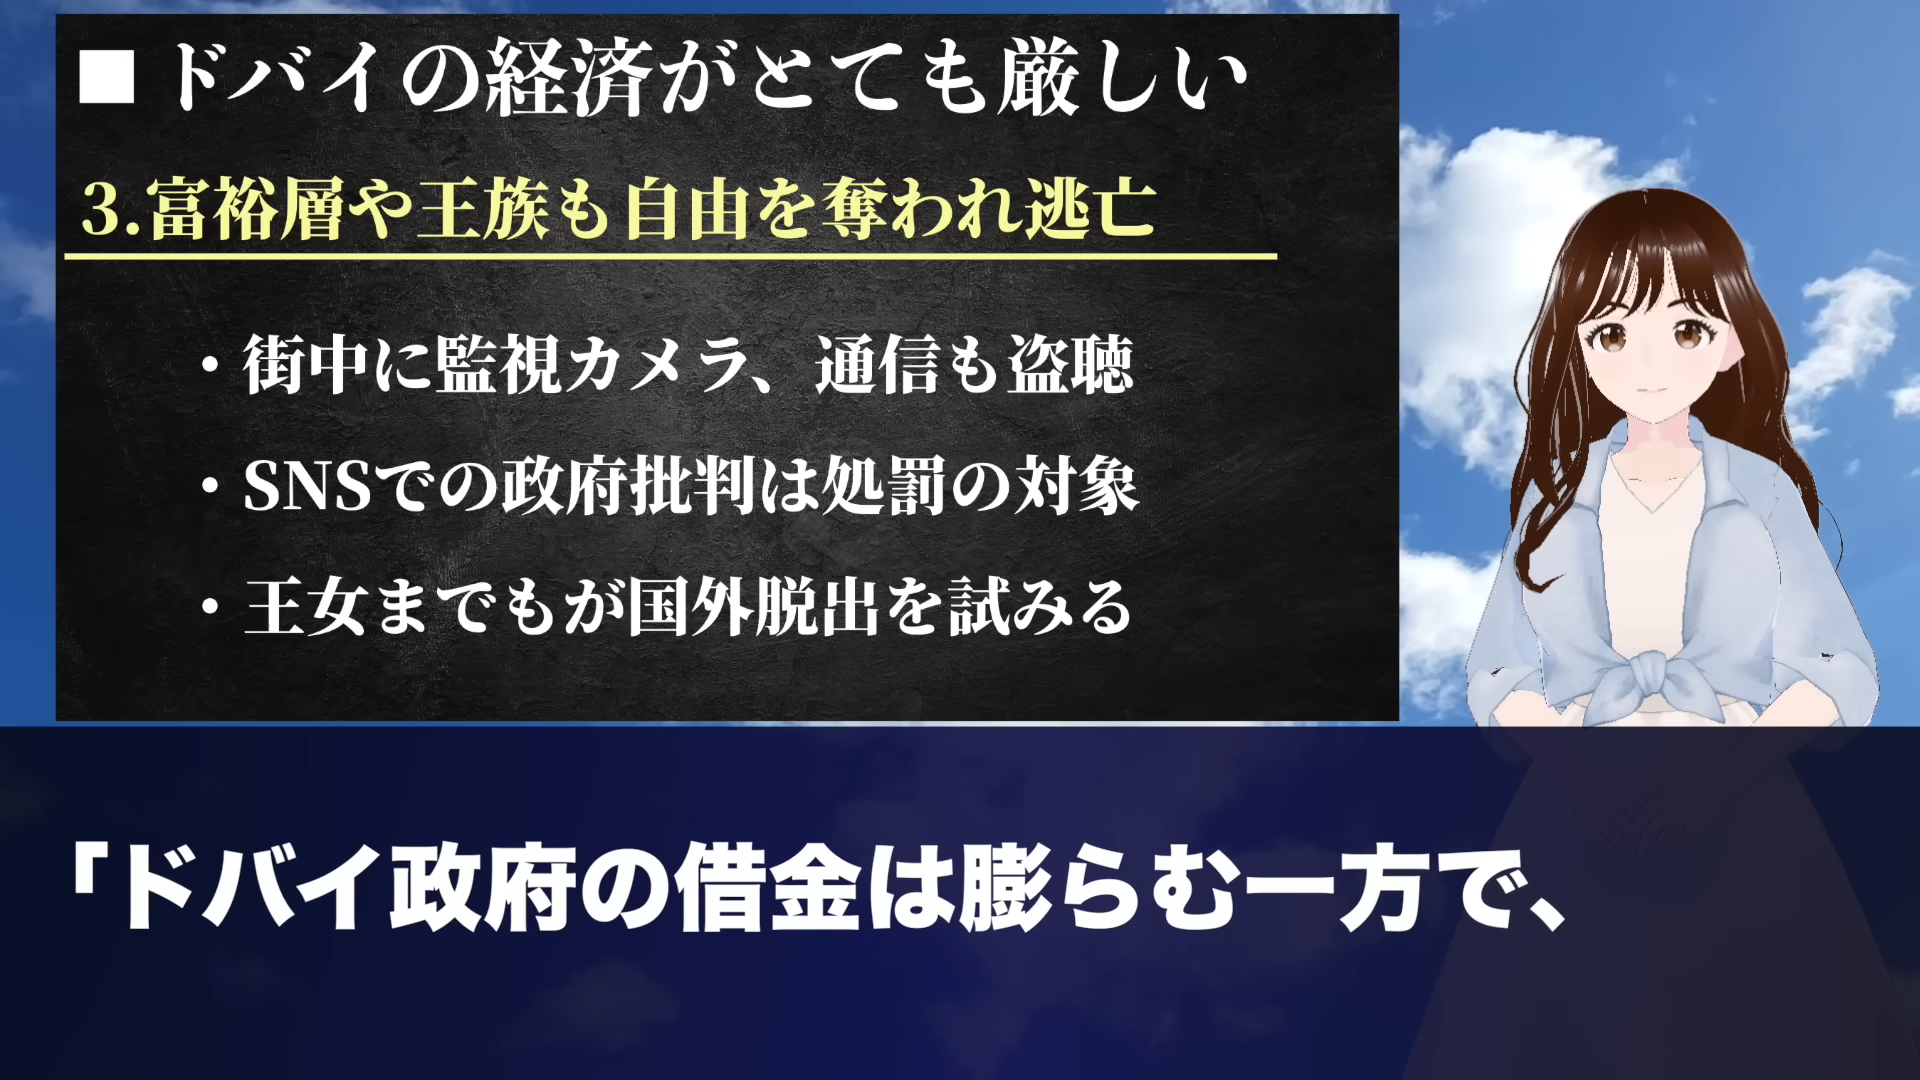 ■ ドバイの経済がとても厳しい
3.富裕層や王族も自由を奪われ逃亡
・街中に監視カメラ、通信も盗聴
・SNSでの政府批判は処罰の対象
・王女までもが国外脱出を試みる
「ドバイ政府の借金は膨らむ一方で、